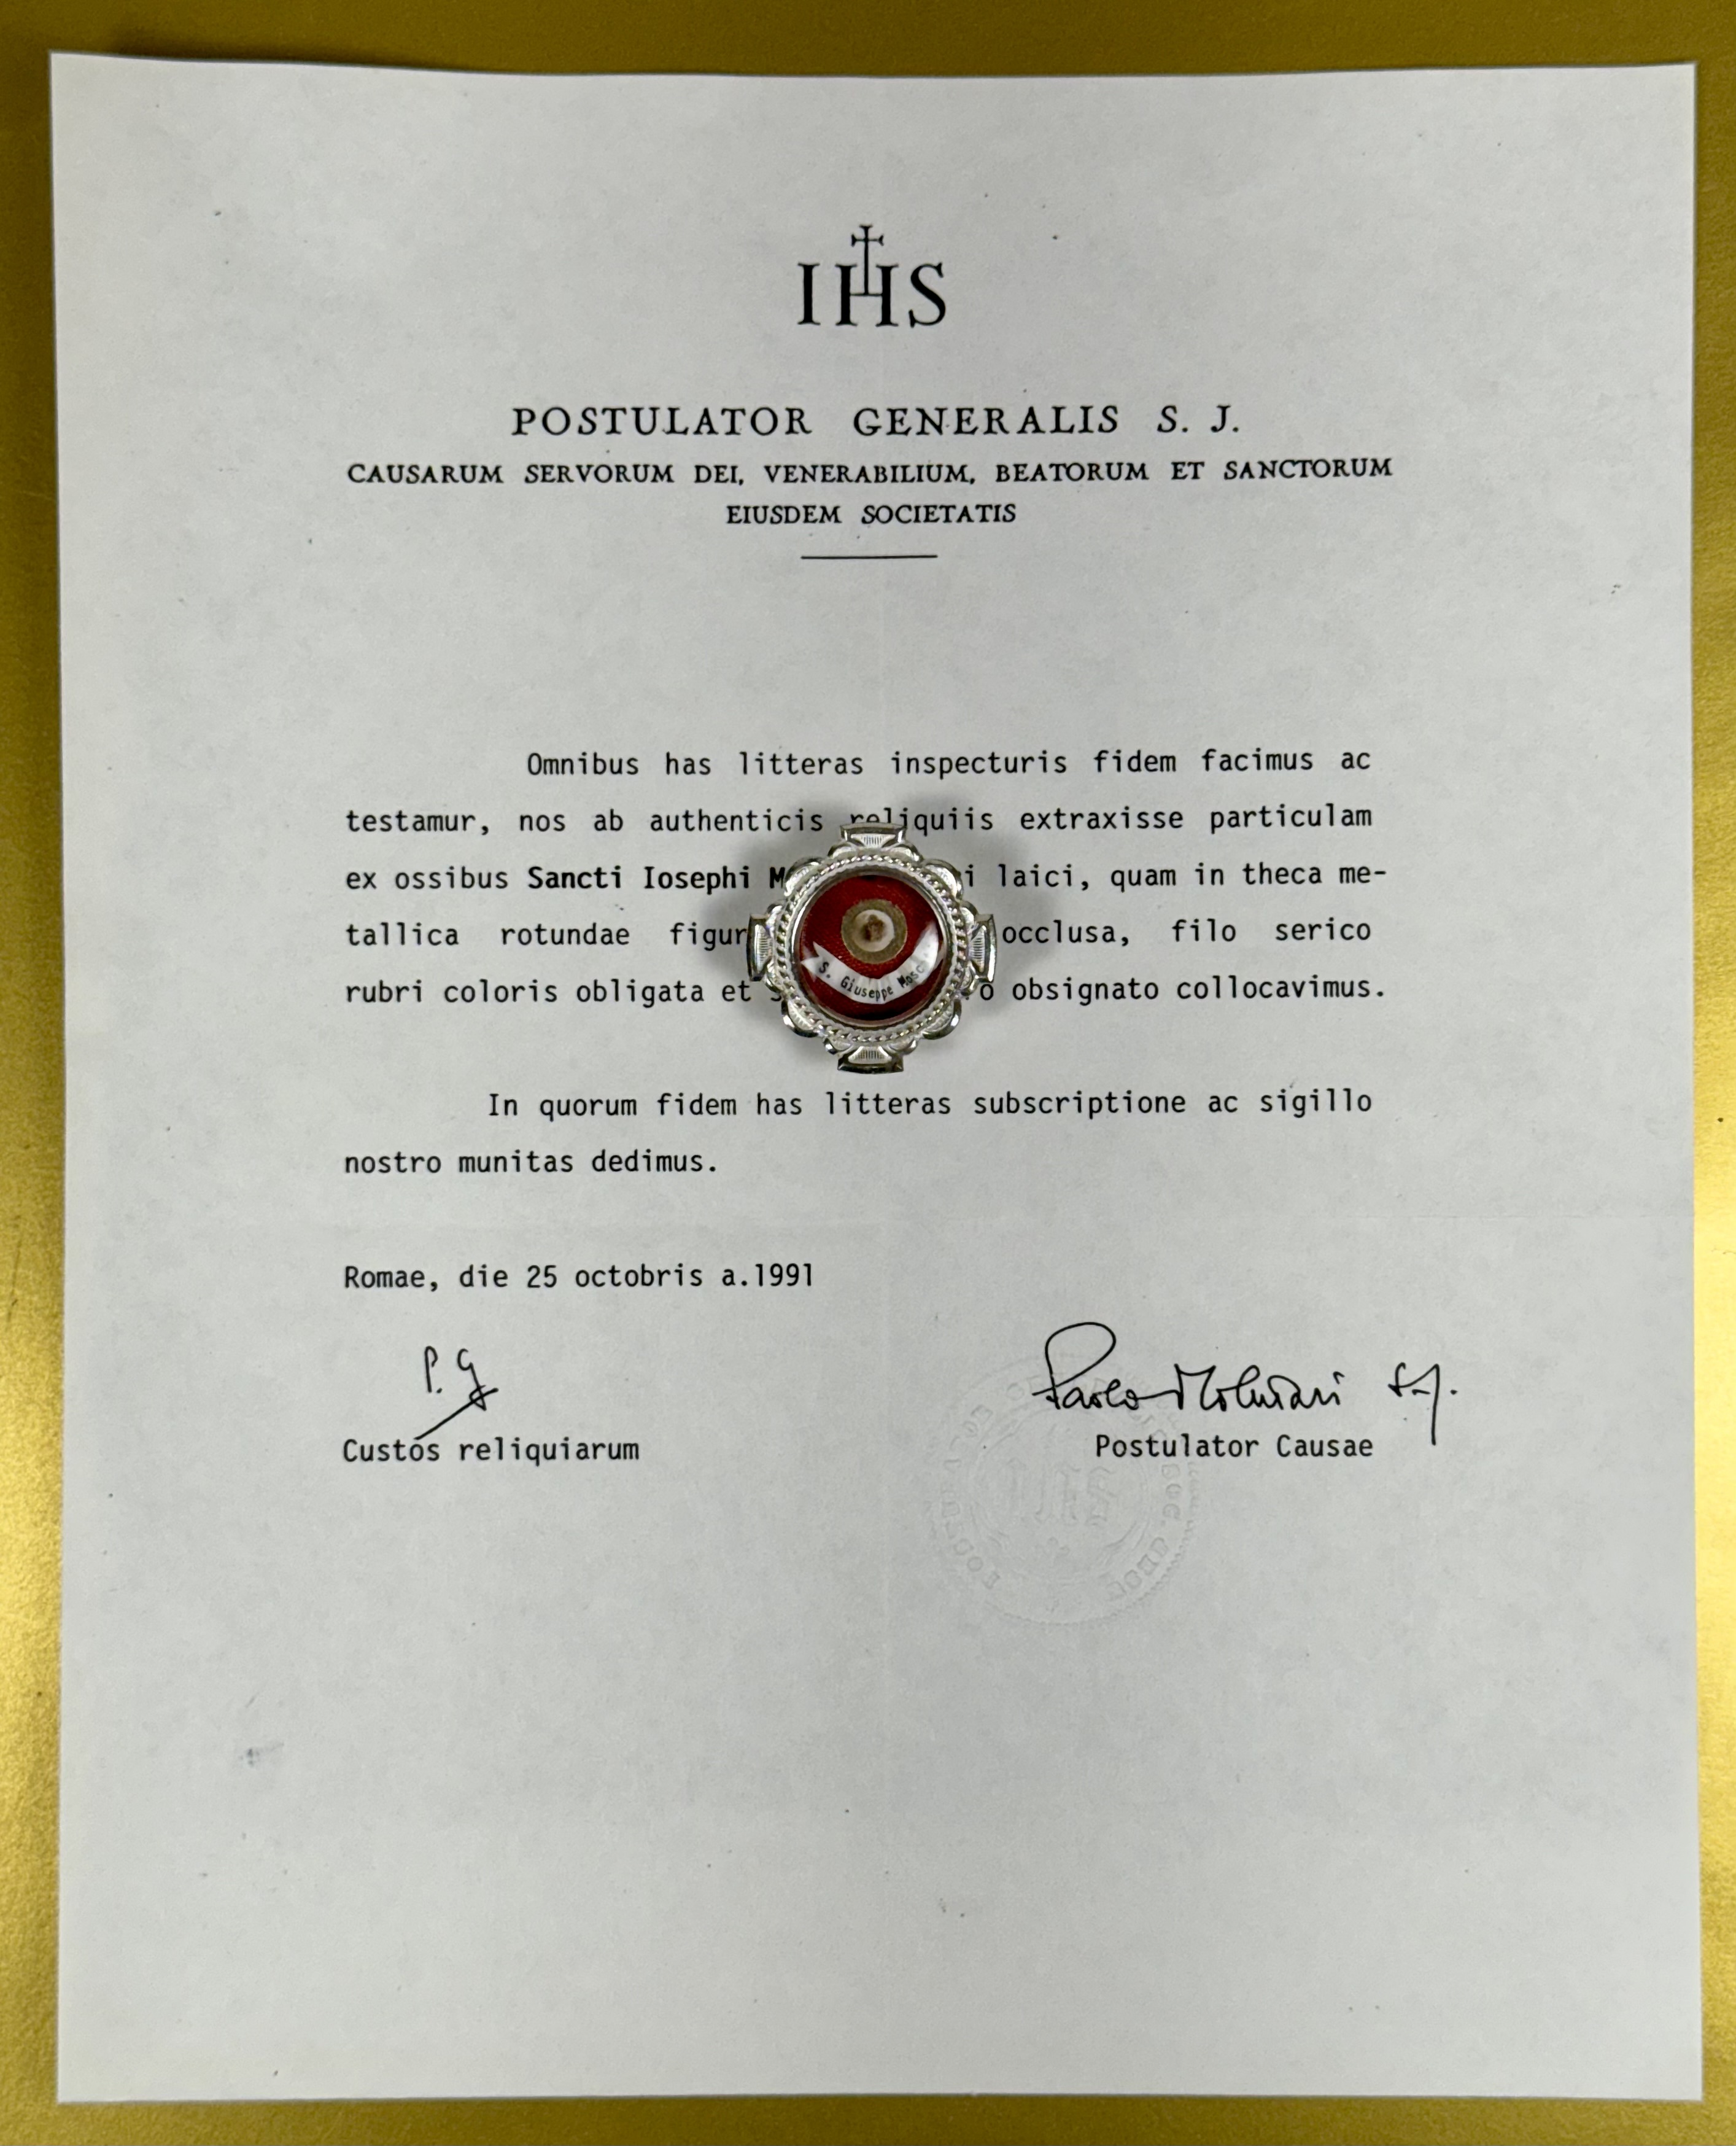 IHS
POSTULATOR GENERALIS S. J.
CAUSARUM SERVORUM DEI, VENERABILIUM, BEATORUM ET SANCTORUM
EIUSDEM SOCIETATIS
Omnibus has litteras inspecturis fidem facimus ac
testamur, nos ab authenticis reliquiis extraxisse particulam
ex ossibus Sancti Iosephi laici, quam in theca me-
tallica rotundae occlusa, filo serico
rubri coloris obligata et obsignato collocavimus.
S. Giuseppe
In quorum fidem has litteras subscriptione ac sigillo
nostro munitas dedimus.
Romae, die 25 octobris a.1991
Paolo Molinari S.J.
Custos reliquiarum Postulator Causae